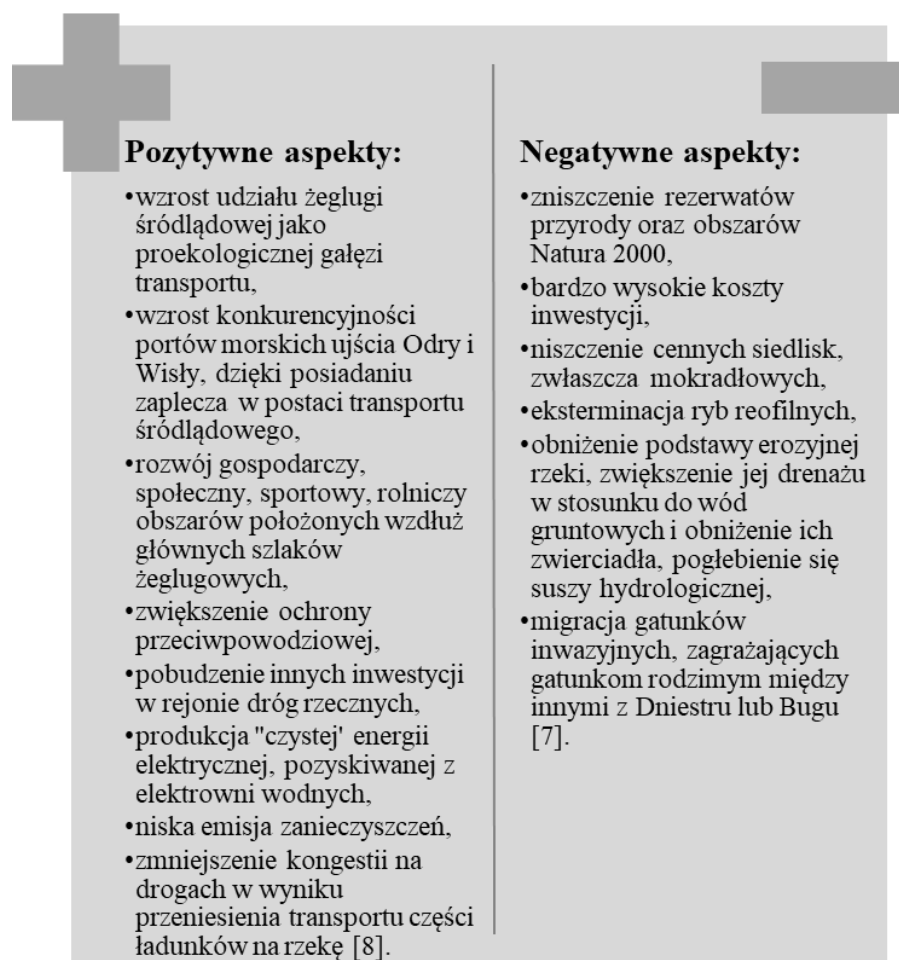 Pozytywne aspekty:
•wzrost udziału żeglugi
śródlądowej jako
proekologicznej gałęzi
transportu,
•wzrost konkurencyjności
portów morskich ujścia Odry i
Wisły, dzięki posiadaniu
zaplecza w postaci transportu
śródlądowego,
•rozwój gospodarczy,
społeczny, sportowy, rolniczy
obszarów położonych wzdłuż
głównych szlaków
żeglugowych,
•zwiększenie ochrony
przeciwpowodziowej,
•pobudzenie innych inwestycji
w rejonie dróg rzecznych,
•produkcja "czystej' energii
elektrycznej, pozyskiwanej z
elektrowni wodnych,
•niska emisja zanieczyszczeń,
•zmniejszenie kongestii na
drogach w wyniku
przeniesienia transportu części
ładunków na rzekę [8].
Negatywne aspekty:
•zniszczenie rezerwatów
przyrody oraz obszarów
Natura 2000,
•bardzo wysokie koszty
inwestycji,
•niszczenie cennych siedlisk,
zwłaszcza mokradłowych,
•eksterminacja ryb reofilnych,
•obniżenie podstawy erozyjnej
rzeki, zwiększenie jej drenażu
w stosunku do wód
gruntowych i obniżenie ich
zwierciadła, pogłebienie się
suszy hydrologicznej,
•migracja gatunków
inwazyjnych, zagrażających
gatunkom rodzimym między
innymi z Dniestru lub Bugu
[7].